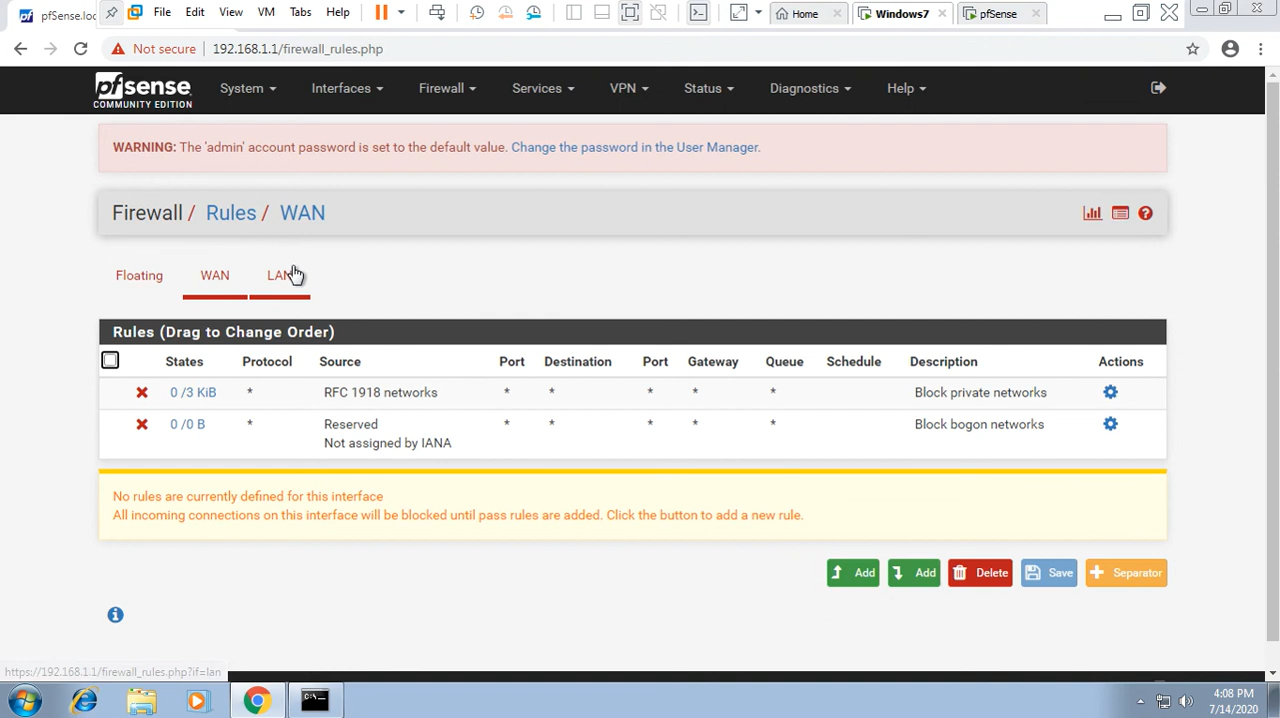 pfSense.loc
File Edit View VM Tabs Help
Home
Windows7
pfSense
Not secure 192.168.1.1/firewall_rules.php
pfsense
COMMUNITY EDITION
System Interfaces Firewall Services VPN Status Diagnostics Help
WARNING: The 'admin' account password is set to the default value. Change the password in the User Manager.
Firewall / Rules / WAN
Floating WAN LAN
Rules (Drag to Change Order)
States Protocol Source Port Destination Port Gateway Queue Schedule Description Actions
0 /3 KiB * RFC 1918 networks * * * * * Block private networks
0 /0 B * Reserved * * * * * Block bogon networks
Not assigned by IANA
No rules are currently defined for this interface
All incoming connections on this interface will be blocked until pass rules are added. Click the button to add a new rule.
Add Add Delete Save Separator
https://192.168.1.1/firewall_rules.php?if=lan
4:08 PM
7/14/2020